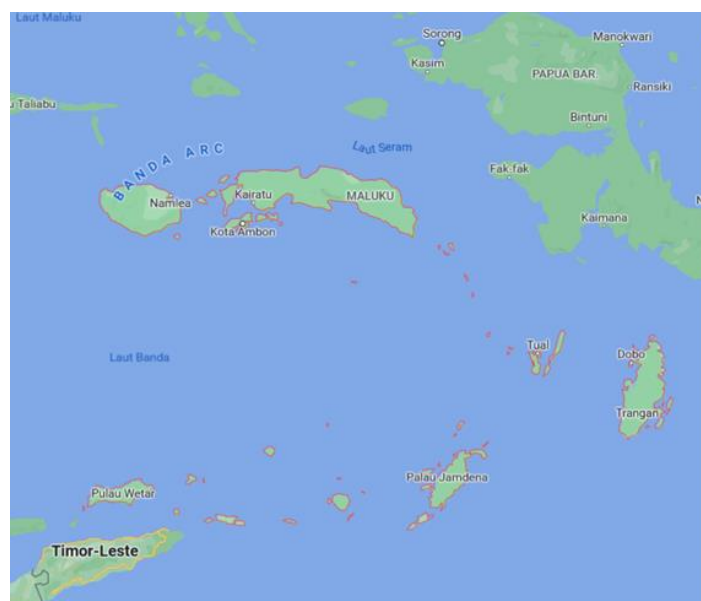 Laut Maluku
Sorong
Manokwari
Kasim
PAPUA BAR.
Ransiki
u Taliabu
Bintuni
Laut Seram
BANDA ARC
Fak fak
Namlea
Kairatu
MALUKU
Kaimana
N
Kota Ambon
Tual
Dobo
Laut Banda
Trangan
Palau Jamdena
Pulau Wetar
Timor-Leste